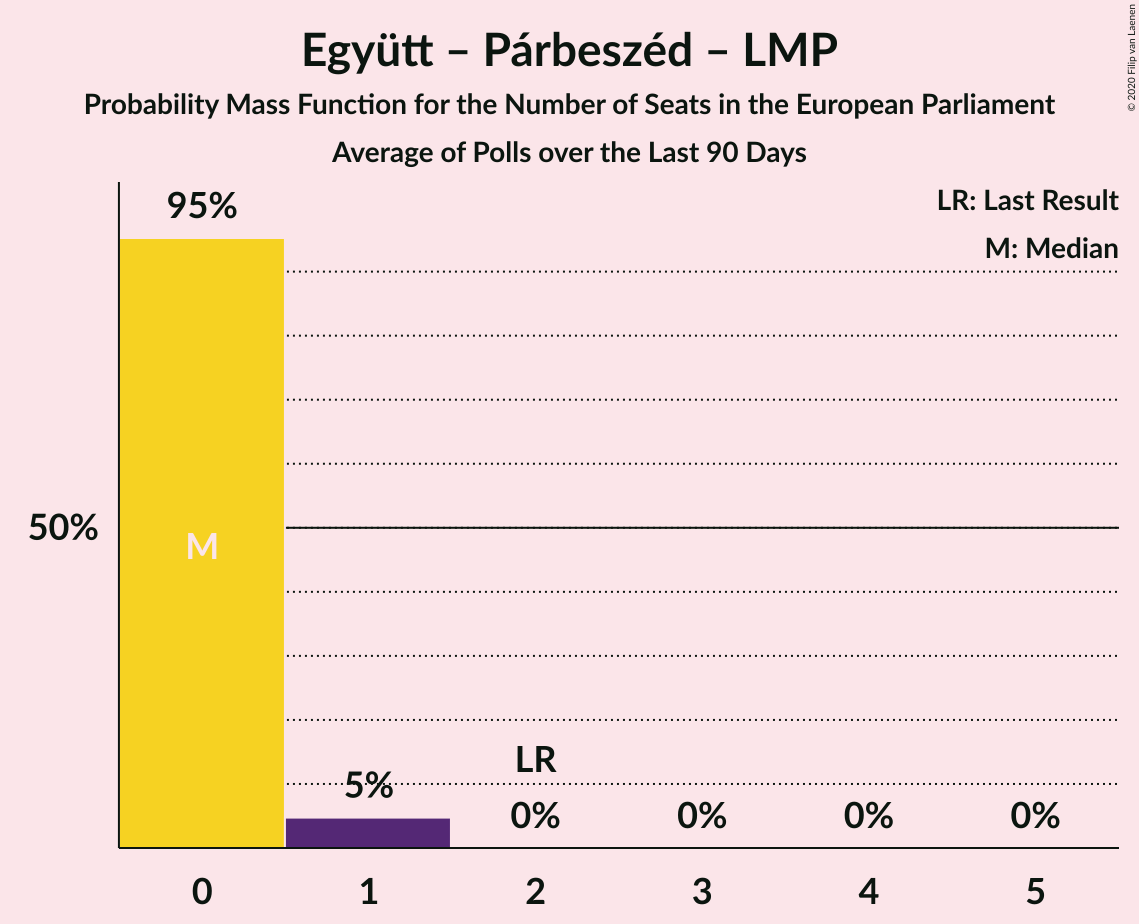 Együtt – Párbeszéd – LMP
Probability Mass Function for the Number of Seats in the European Parliament
Average of Polls over the Last 90 Days
© 2020 Filip van Laenen
LR: Last Result
M: Median
95%
50%
M
LR
5%
0%
0%
0%
0%
0
1
2
3
4
5